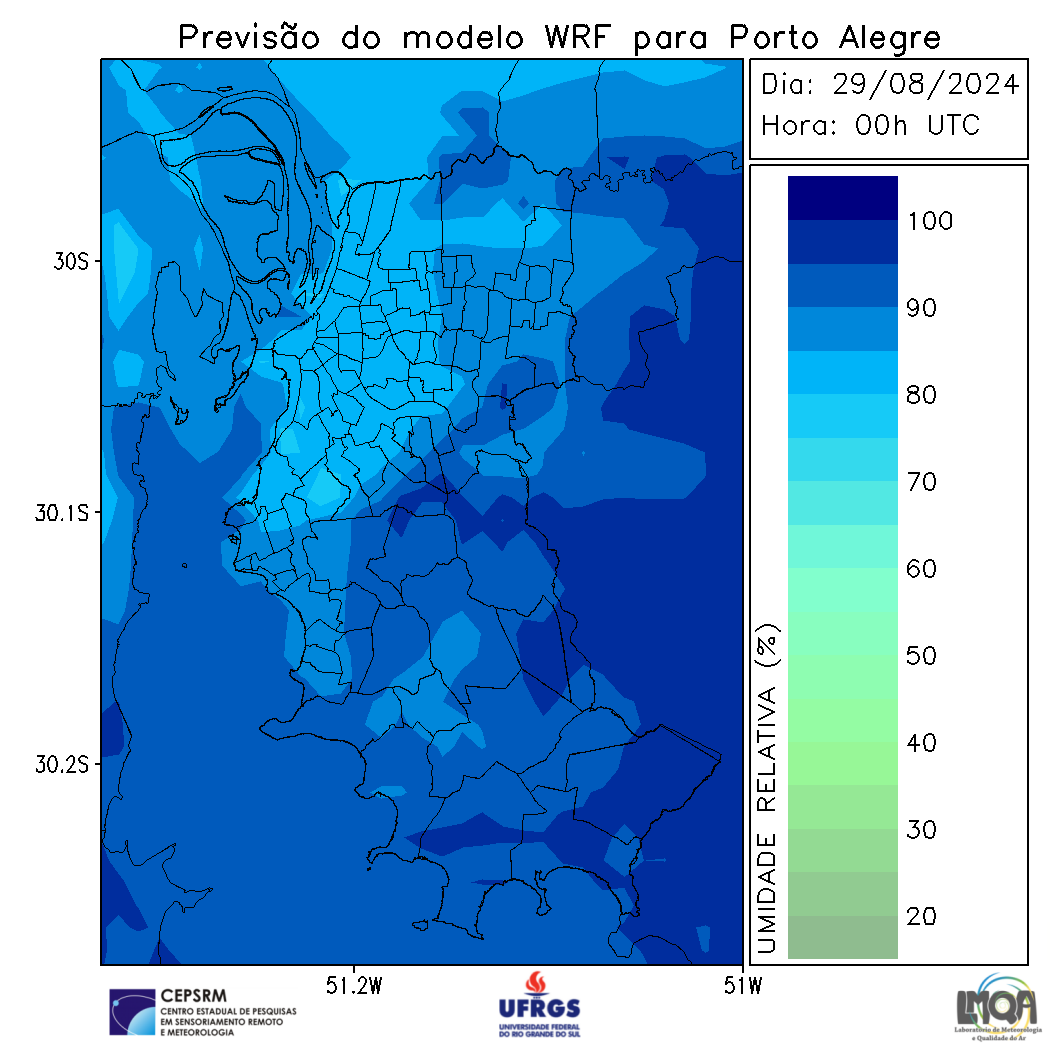 Previsão do modelo WRF para Porto Alegre
Dia: 29/08/2024
Hora: 00h UTC
30S
30.1S
30.2S
51.2W
51W
UMIDADE RELATIVA (%)
100
90
80
70
60
50
40
30
20
CEPSRM
CENTRO ESTADUAL DE PESQUISAS
EM SENSORIAMENTO REMOTO
E METEOROLOGIA
UFRGS
UNIVERSIDADE FEDERAL
DO RIO GRANDE DO SUL
LMQA
Laboratório de Meteorologia
e Qualidade do Ar